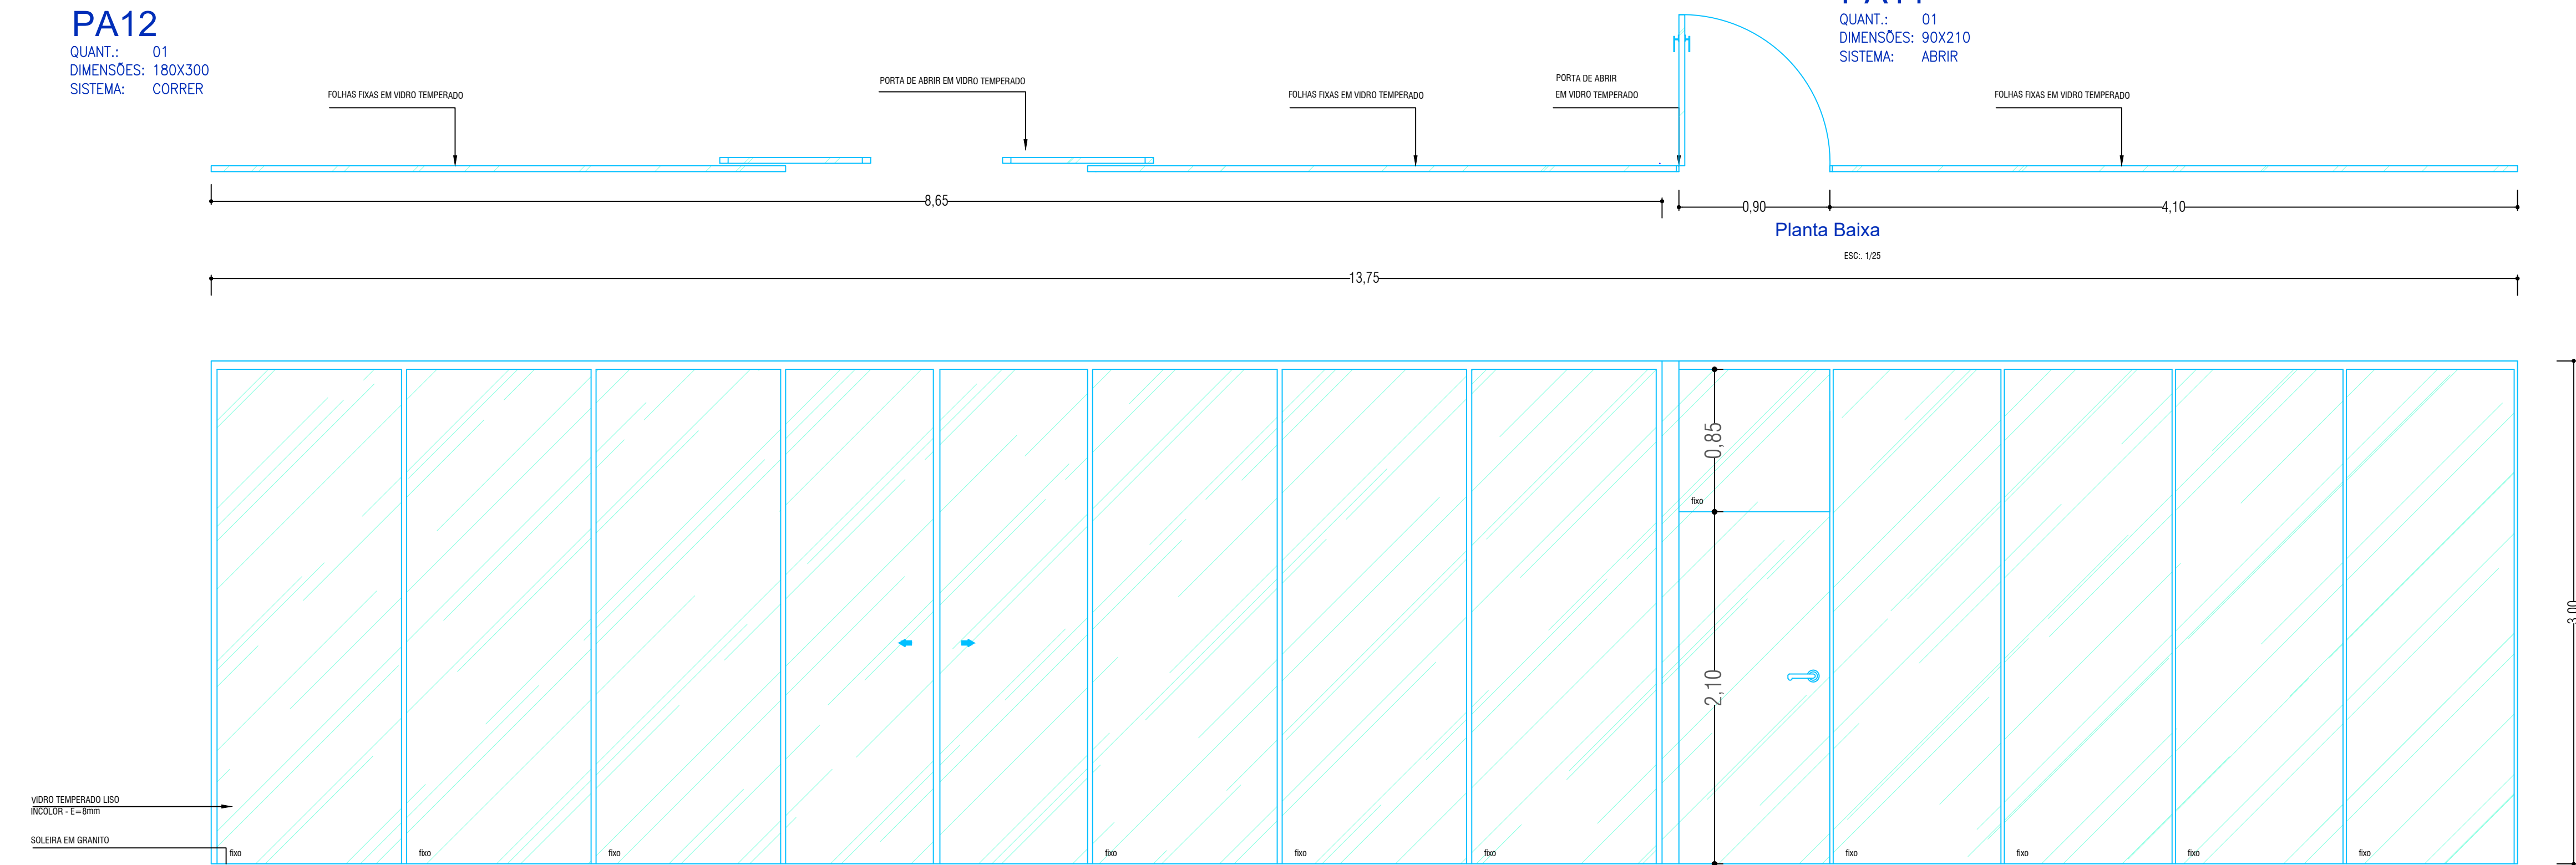 PA12
QUANT.: 01
DIMENSÕES: 180X300
SISTEMA: CORRER
QUANT.: 01
DIMENSÕES: 90X210
SISTEMA: ABRIR
FOLHAS FIXAS EM VIDRO TEMPERADO
PORTA DE ABRIR EM VIDRO TEMPERADO
FOLHAS FIXAS EM VIDRO TEMPERADO
PORTA DE ABRIR
EM VIDRO TEMPERADO
FOLHAS FIXAS EM VIDRO TEMPERADO
8,65
0,90
4,10
Planta Baixa
ESC:. 1/25
13,75
0,85
fixo
2,10
3,00
VIDRO TEMPERADO LISO
INCOLOR - E=8mm
SOLEIRA EM GRANITO
fixo
fixo
fixo
fixo
fixo
fixo
fixo
fixo
fixo
fixo